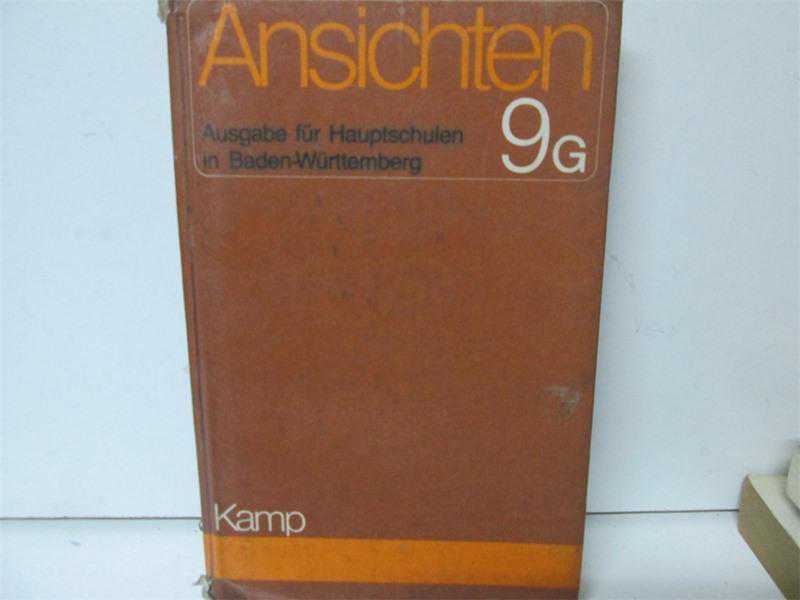 Ansichten
Ausgabe für Hauptschulen
in Baden-Württemberg
9G
Kamp